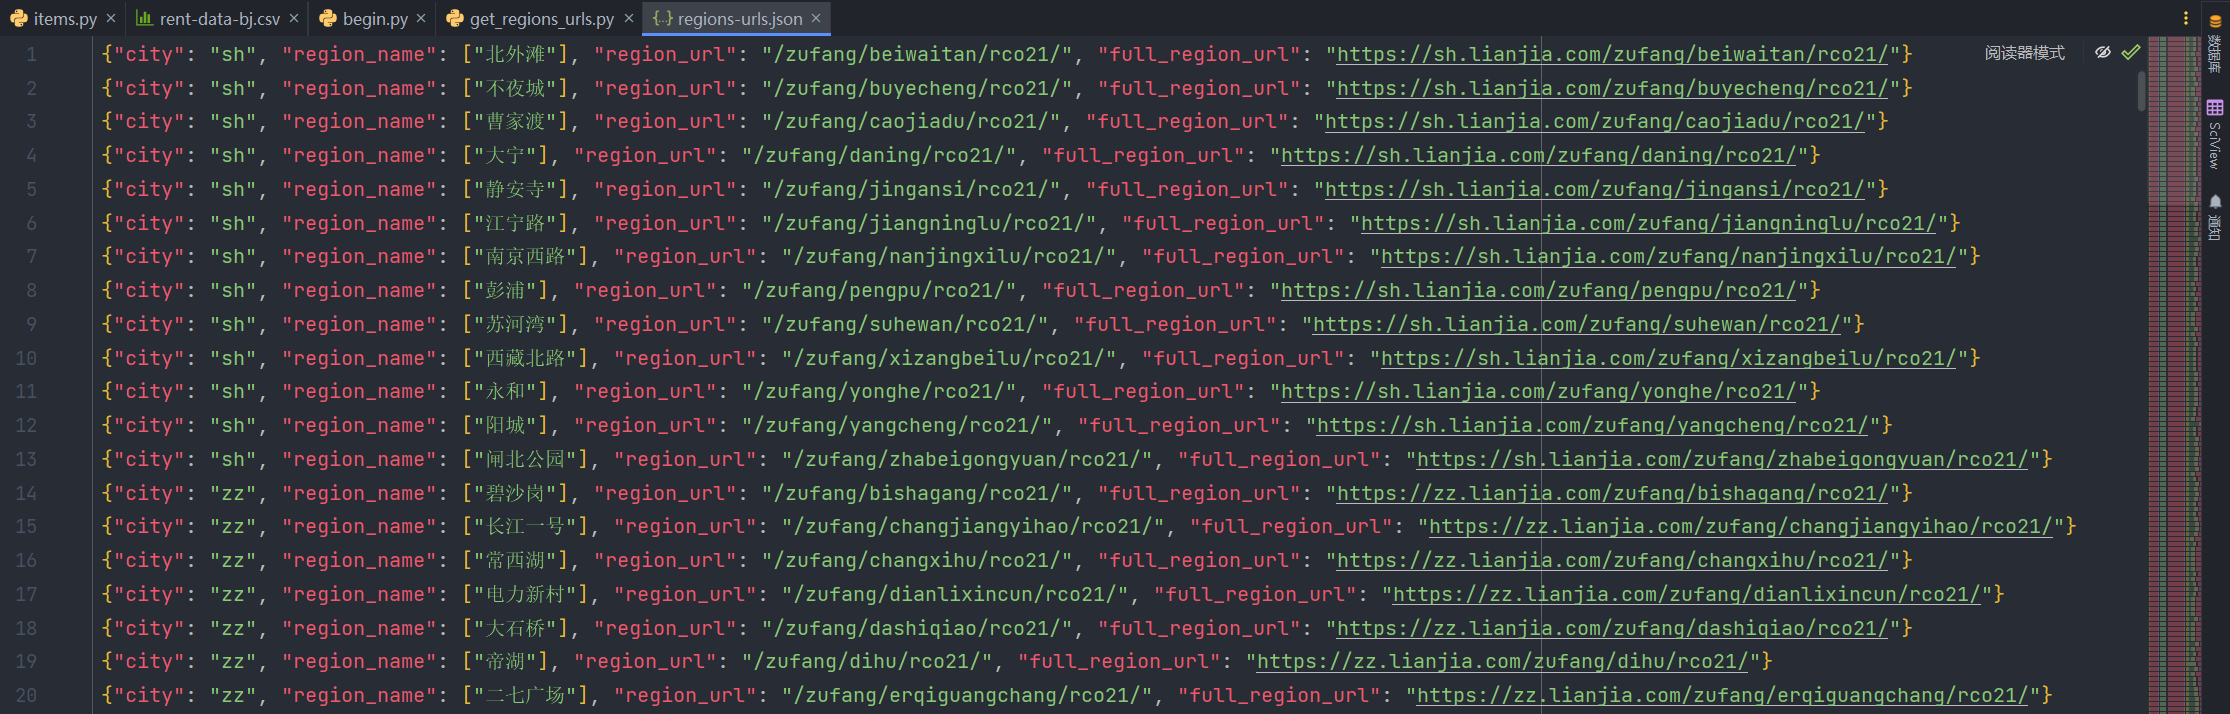 items.py × rent-data-bj.csv × begin.py × get_regions_urls.py × {..} regions-urls.json ×
阅读器模式
1 {"city": "sh", "region_name": ["北外滩"], "region_url": "/zufang/beiwaitan/rco21/", "full_region_url": "https://sh.lianjia.com/zufang/beiwaitan/rco21/"}
2 {"city": "sh", "region_name": ["不夜城"], "region_url": "/zufang/buyecheng/rco21/", "full_region_url": "https://sh.lianjia.com/zufang/buyecheng/rco21/"}
3 {"city": "sh", "region_name": ["曹家渡"], "region_url": "/zufang/caojiadu/rco21/", "full_region_url": "https://sh.lianjia.com/zufang/caojiadu/rco21/"}
4 {"city": "sh", "region_name": ["大宁"], "region_url": "/zufang/daning/rco21/", "full_region_url": "https://sh.lianjia.com/zufang/daning/rco21/"}
5 {"city": "sh", "region_name": ["静安寺"], "region_url": "/zufang/jingansi/rco21/", "full_region_url": "https://sh.lianjia.com/zufang/jingansi/rco21/"}
6 {"city": "sh", "region_name": ["江宁路"], "region_url": "/zufang/jiangninglu/rco21/", "full_region_url": "https://sh.lianjia.com/zufang/jiangninglu/rco21/"}
7 {"city": "sh", "region_name": ["南京西路"], "region_url": "/zufang/nanjingxilu/rco21/", "full_region_url": "https://sh.lianjia.com/zufang/nanjingxilu/rco21/"}
8 {"city": "sh", "region_name": ["彭浦"], "region_url": "/zufang/pengpu/rco21/", "full_region_url": "https://sh.lianjia.com/zufang/pengpu/rco21/"}
9 {"city": "sh", "region_name": ["苏河湾"], "region_url": "/zufang/suhewan/rco21/", "full_region_url": "https://sh.lianjia.com/zufang/suhewan/rco21/"}
10 {"city": "sh", "region_name": ["西藏北路"], "region_url": "/zufang/xizangbeilu/rco21/", "full_region_url": "https://sh.lianjia.com/zufang/xizangbeilu/rco21/"}
11 {"city": "sh", "region_name": ["永和"], "region_url": "/zufang/yonghe/rco21/", "full_region_url": "https://sh.lianjia.com/zufang/yonghe/rco21/"}
12 {"city": "sh", "region_name": ["阳城"], "region_url": "/zufang/yangcheng/rco21/", "full_region_url": "https://sh.lianjia.com/zufang/yangcheng/rco21/"}
13 {"city": "sh", "region_name": ["闸北公园"], "region_url": "/zufang/zhabeigongyuan/rco21/", "full_region_url": "https://sh.lianjia.com/zufang/zhabeigongyuan/rco21/"}
14 {"city": "zz", "region_name": ["碧沙岗"], "region_url": "/zufang/bishagang/rco21/", "full_region_url": "https://zz.lianjia.com/zufang/bishagang/rco21/"}
15 {"city": "zz", "region_name": ["长江一号"], "region_url": "/zufang/changjiangyihao/rco21/", "full_region_url": "https://zz.lianjia.com/zufang/changjiangyihao/rco21/"}
16 {"city": "zz", "region_name": ["常西湖"], "region_url": "/zufang/changxihu/rco21/", "full_region_url": "https://zz.lianjia.com/zufang/changxihu/rco21/"}
17 {"city": "zz", "region_name": ["电力新村"], "region_url": "/zufang/dianlixincun/rco21/", "full_region_url": "https://zz.lianjia.com/zufang/dianlixincun/rco21/"}
18 {"city": "zz", "region_name": ["大石桥"], "region_url": "/zufang/dashiqiao/rco21/", "full_region_url": "https://zz.lianjia.com/zufang/dashiqiao/rco21/"}
19 {"city": "zz", "region_name": ["帝湖"], "region_url": "/zufang/dihu/rco21/", "full_region_url": "https://zz.lianjia.com/zufang/dihu/rco21/"}
20 {"city": "zz", "region_name": ["二七广场"], "region_url": "/zufang/erqiguangchang/rco21/", "full_region_url": "https://zz.lianjia.com/zufang/erqiguangchang/rco21/"}
数据库
SciView
通知